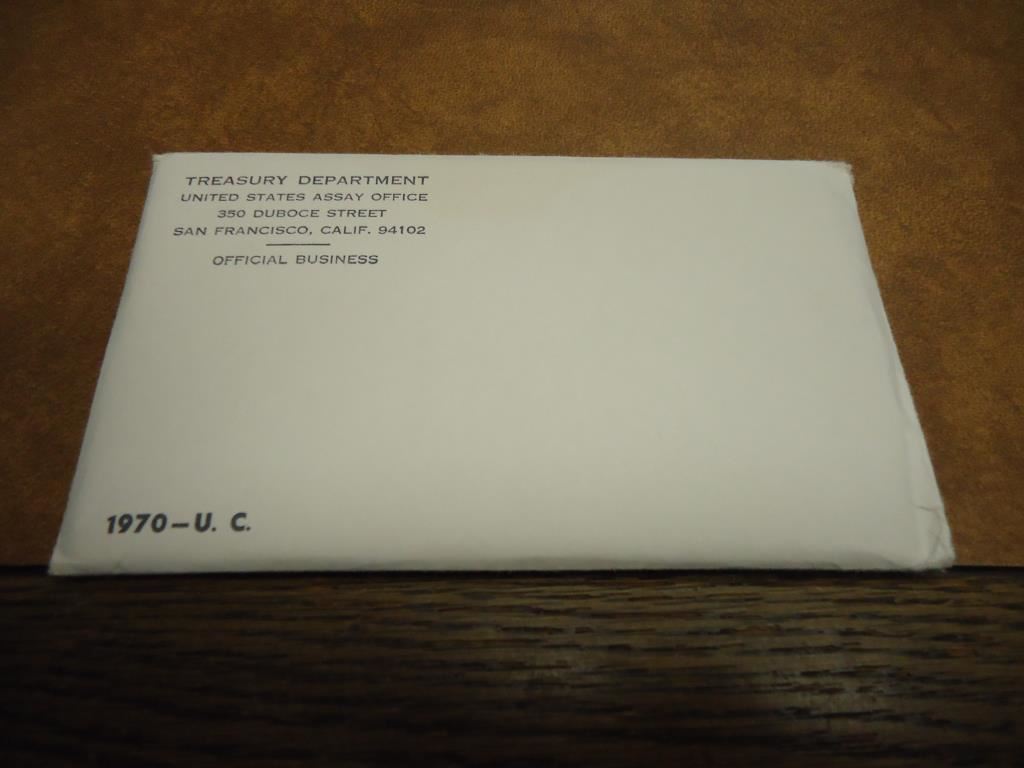 TREASURY DEPARTMENT
UNITED STATES ASSAY OFFICE
350 DUBOCE STREET
SAN FRANCISCO, CALIF. 94102
OFFICIAL BUSINESS
1970—U. C.